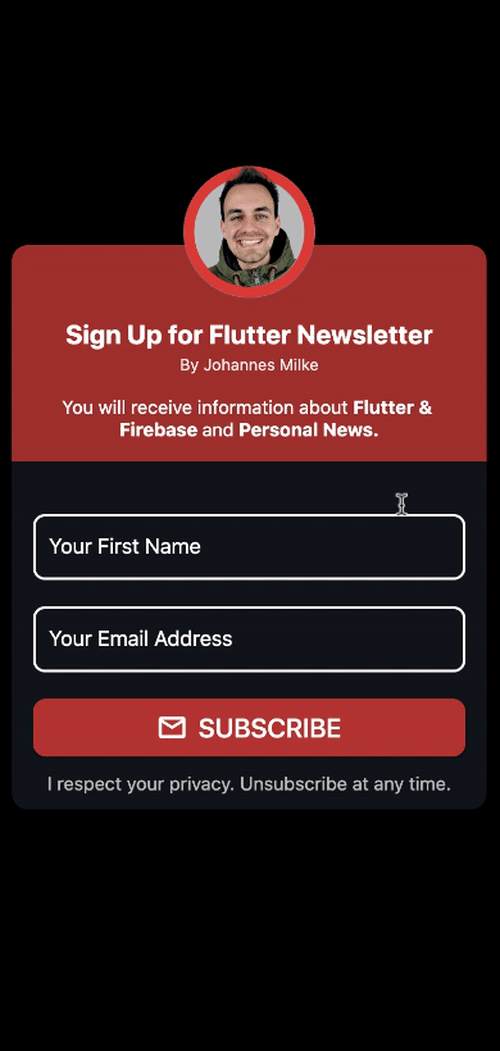 Sign Up for Flutter Newsletter
By Johannes Milke
You will receive information about Flutter &
Firebase and Personal News.
Your First Name
Your Email Address
SUBSCRIBE
I respect your privacy. Unsubscribe at any time.